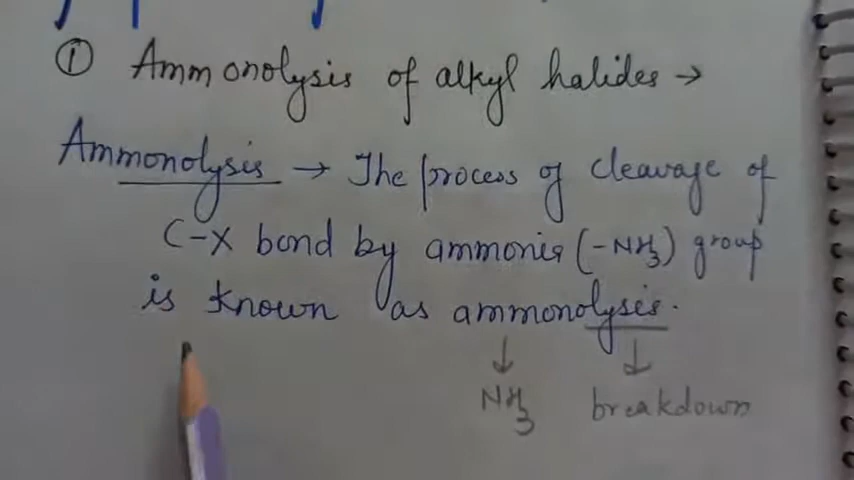 ① Ammonolysis of alkyl halides →
Ammonolysis → The process of cleavage of
C-X bond by ammonia (-NH3) group
is known as ammonolysis.
↓ ↓
NH3 breakdown